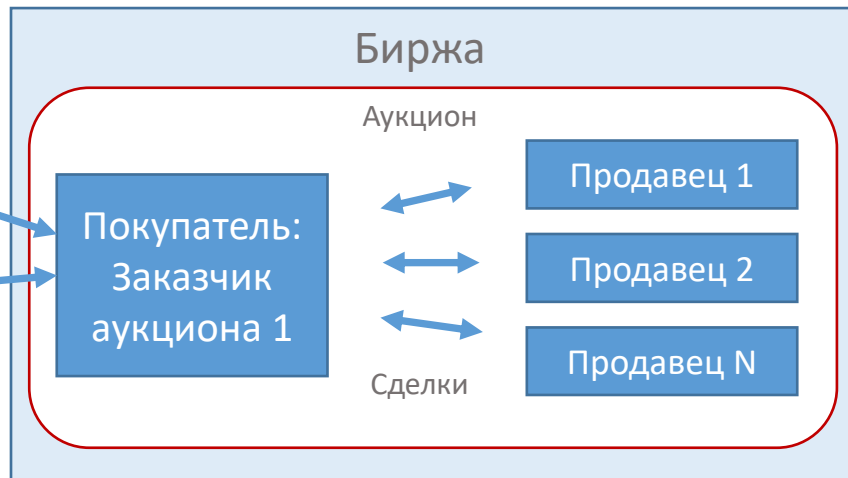 Биржа
Аукцион
Покупатель:
Заказчик
аукциона 1
Продавец 1
Продавец 2
Продавец N
Сделки